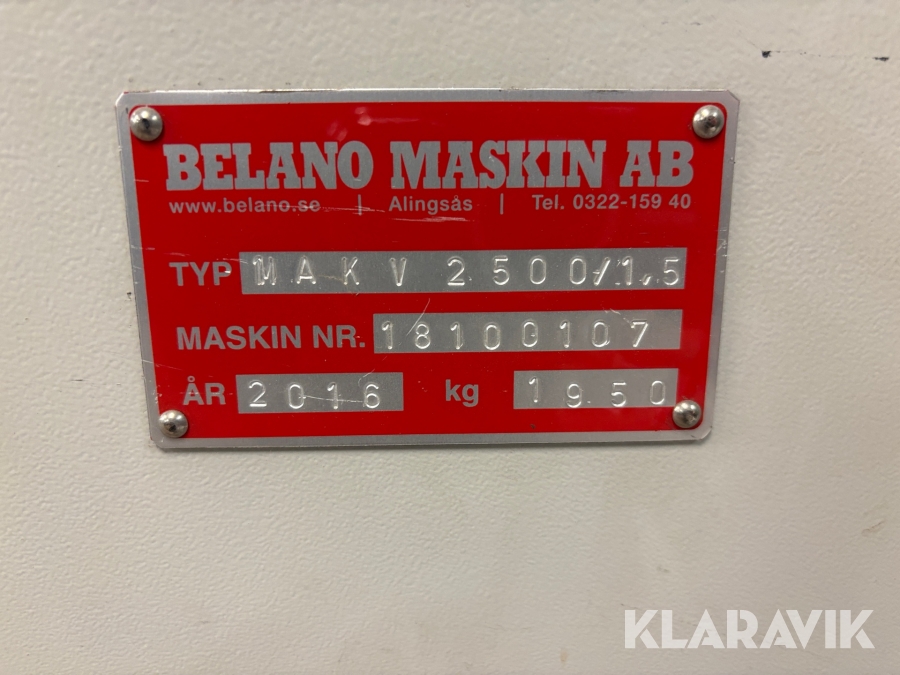 BELANO MASKIN AB
www.belano.se | Alingsås | Tel. 0322-159 40
TYP MAKV 2500/1,5
MASKIN NR. 18100107
ÅR 2016 kg 1950
KLARAVIK